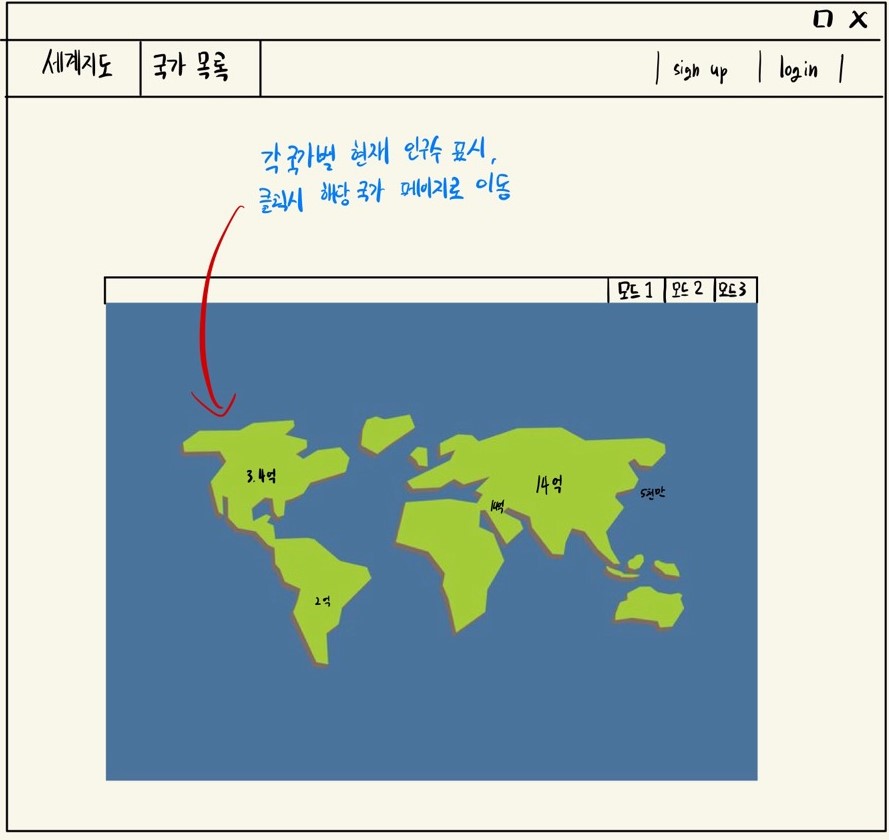 세계지도 국가 목록 | sign up | login |
각 국가별 현재 인구수 표시,
클릭시 해당 국가 페이지로 이동
모드1 모드2 모드3
3.4억
14억
5천만
14억
2억